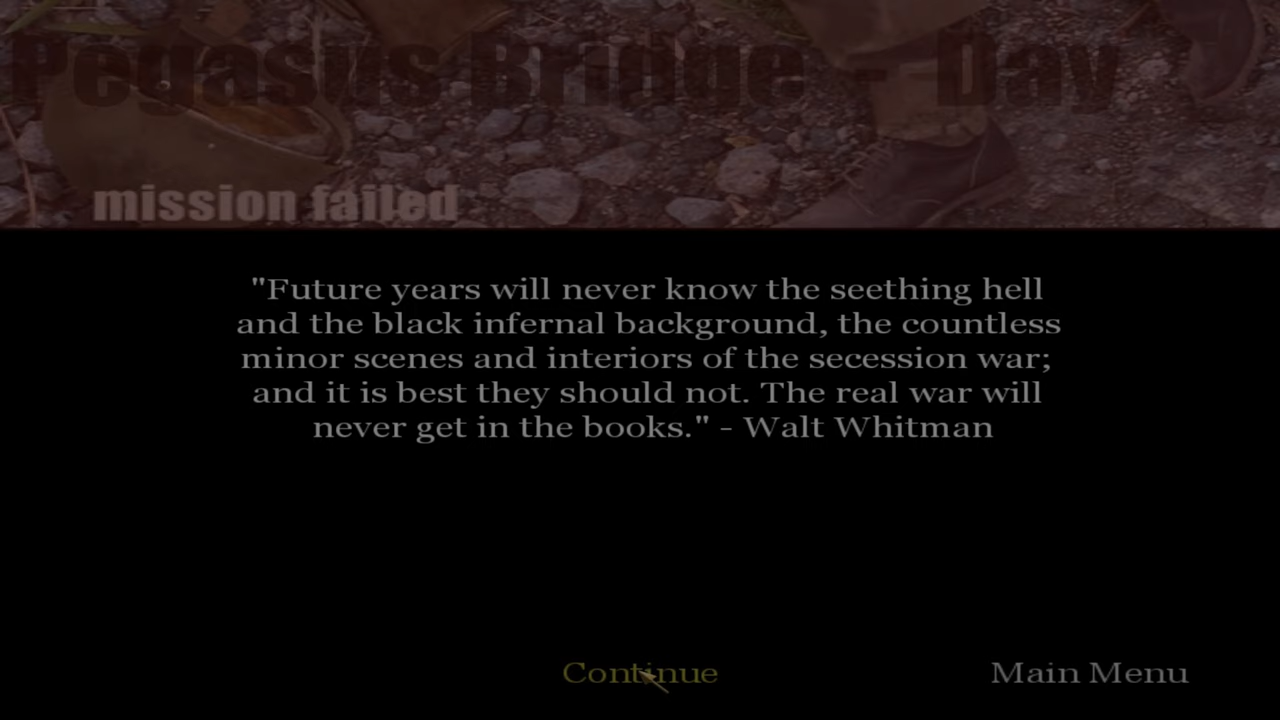 Pegasus Bridge - Day
mission failed
"Future years will never know the seething hell
and the black infernal background, the countless
minor scenes and interiors of the secession war;
and it is best they should not. The real war will
never get in the books." - Walt Whitman
Continue
Main Menu